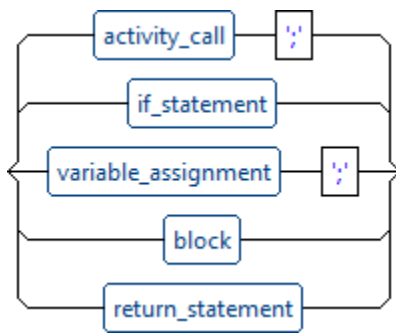 activity_call ';'
if_statement
variable_assignment ';'
block
return_statement